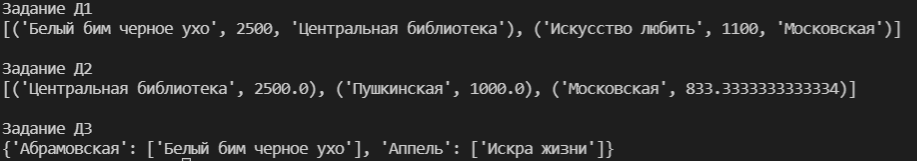 Задание Д1
[('Белый бим черное ухо', 2500, 'Центральная библиотека'), ('Искусство любить', 1100, 'Московская')]
Задание Д2
[('Центральная библиотека', 2500.0), ('Пушкинская', 1000.0), ('Московская', 833.3333333333334)]
Задание Д3
{'Абрамовская': ['Белый бим черное ухо'], 'Аппель': ['Искра жизни']}